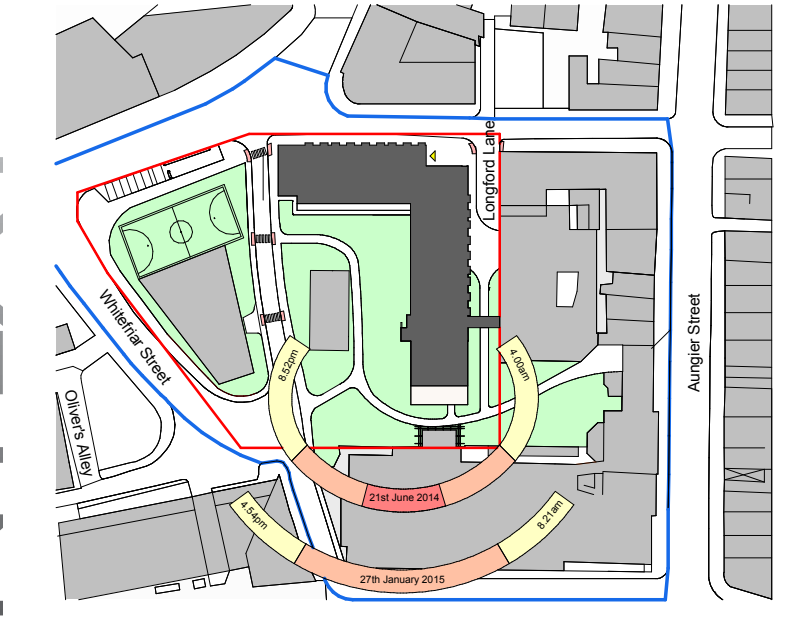 Longford Lane
Whitefriar Street
Aungier Street
Oliver's Alley
8.52pm
4.00am
21st June 2014
4.54pm
8.21am
27th January 2015